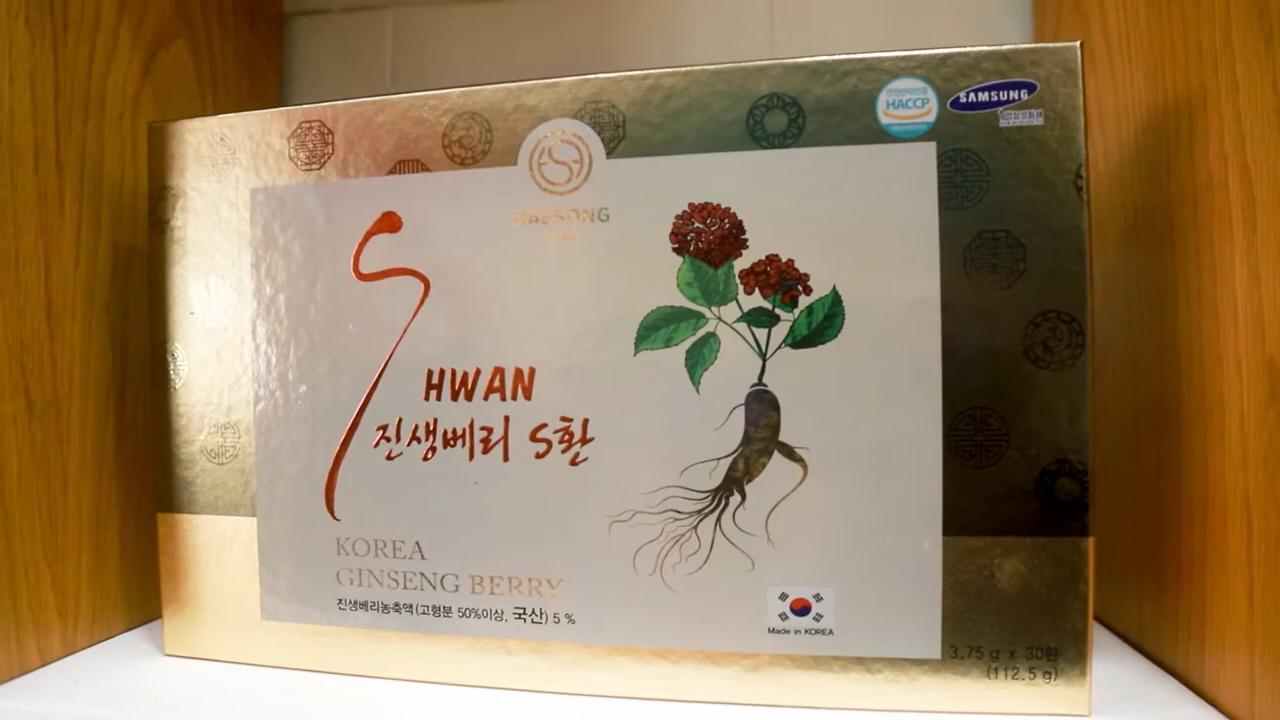 HACCP
SAMSUNG
HAESONG
S
HWAN
진생베리 S환
KOREA
GINSENG BERRY
진생베리농축액(고형분 50%이상, 국산) 5 %
Made in KOREA
3.75 g x 30환
(112.5 g)